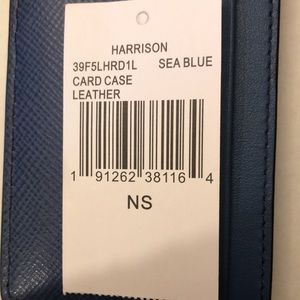 HARRISON
39F5LHRD1L SEA BLUE
CARD CASE
LEATHER
1 91262 38116 4
NS